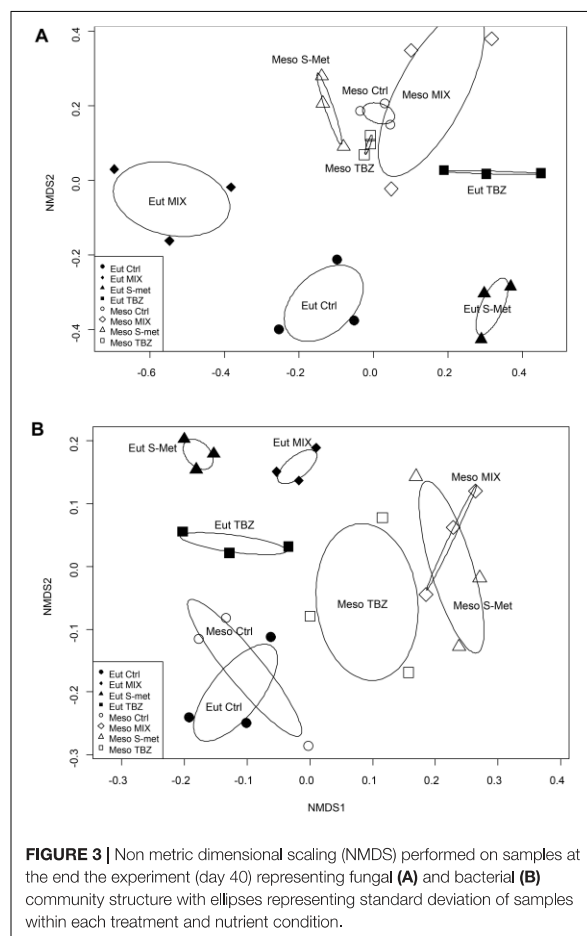 A
Meso S-Met
Meso Ctrl
Meso MIX
Meso TBZ
Eut TBZ
Eut MIX
Eut Ctrl
Eut S-Met
NMDS2
0.2
0.0
-0.2
-0.4
-0.6
-0.4
-0.2
0.0
0.2
0.4
Eut Ctrl
Eut MIX
Eut S-met
Eut TBZ
Meso Ctrl
Meso MIX
Meso S-met
Meso TBZ
B
Eut S-Met
Eut MIX
Meso MIX
Eut TBZ
Meso TBZ
Meso S-Met
Meso Ctrl
Eut Ctrl
NMDS2
0.2
0.1
0.0
-0.1
-0.2
-0.3
-0.3
-0.2
-0.1
0.0
0.1
0.2
0.3
NMDS1
Eut Ctrl
Eut MIX
Eut S-met
Eut TBZ
Meso Ctrl
Meso MIX
Meso S-met
Meso TBZ
FIGURE 3 | Non metric dimensional scaling (NMDS) performed on samples at
the end the experiment (day 40) representing fungal (A) and bacterial (B)
community structure with ellipses representing standard deviation of samples
within each treatment and nutrient condition.